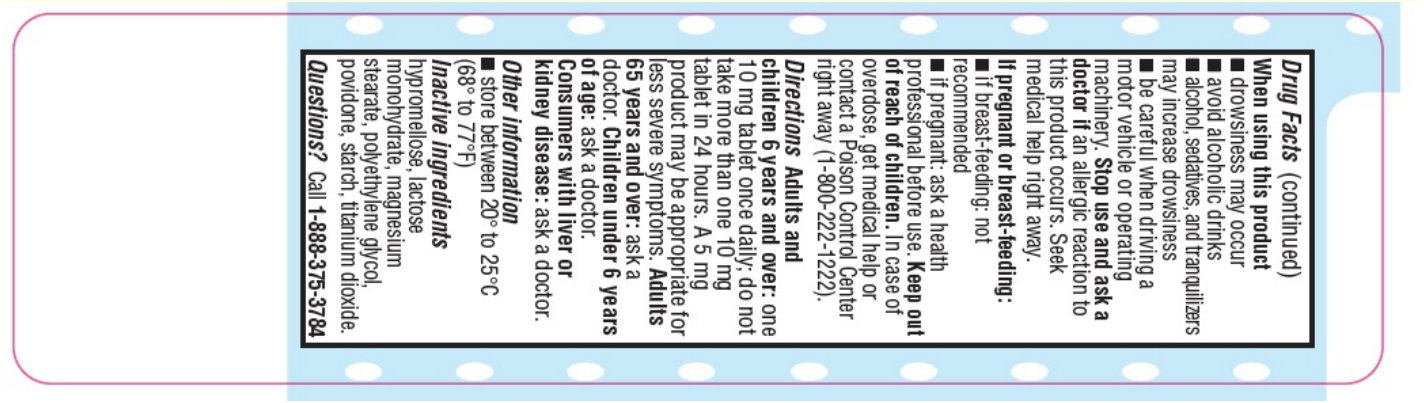 Drug Facts (continued)
When using this product
■ drowsiness may occur
■ avoid alcoholic drinks
■ alcohol, sedatives, and tranquilizers
may increase drowsiness
■ be careful when driving a
motor vehicle or operating
machinery. Stop use and ask a
doctor if an allergic reaction to
this product occurs. Seek
medical help right away.
If pregnant or breast-feeding:
■ if breast-feeding: not
recommended
■ if pregnant: ask a health
professional before use. Keep out
of reach of children. In case of
overdose, get medical help or
contact a Poison Control Center
right away (1-800-222-1222).
Directions Adults and
children 6 years and over: one
10 mg tablet once daily; do not
take more than one 10 mg
tablet in 24 hours. A 5 mg
product may be appropriate for
less severe symptoms. Adults
65 years and over: ask a
doctor. Children under 6 years
of age: ask a doctor.
Consumers with liver or
kidney disease: ask a doctor.
Other information
■ store between 20° to 25°C
(68° to 77°F)
Inactive ingredients
hypromellose, lactose
monohydrate, magnesium
stearate, polyethylene glycol,
povidone, starch, titanium dioxide.
Questions? Call 1-888-375-3784